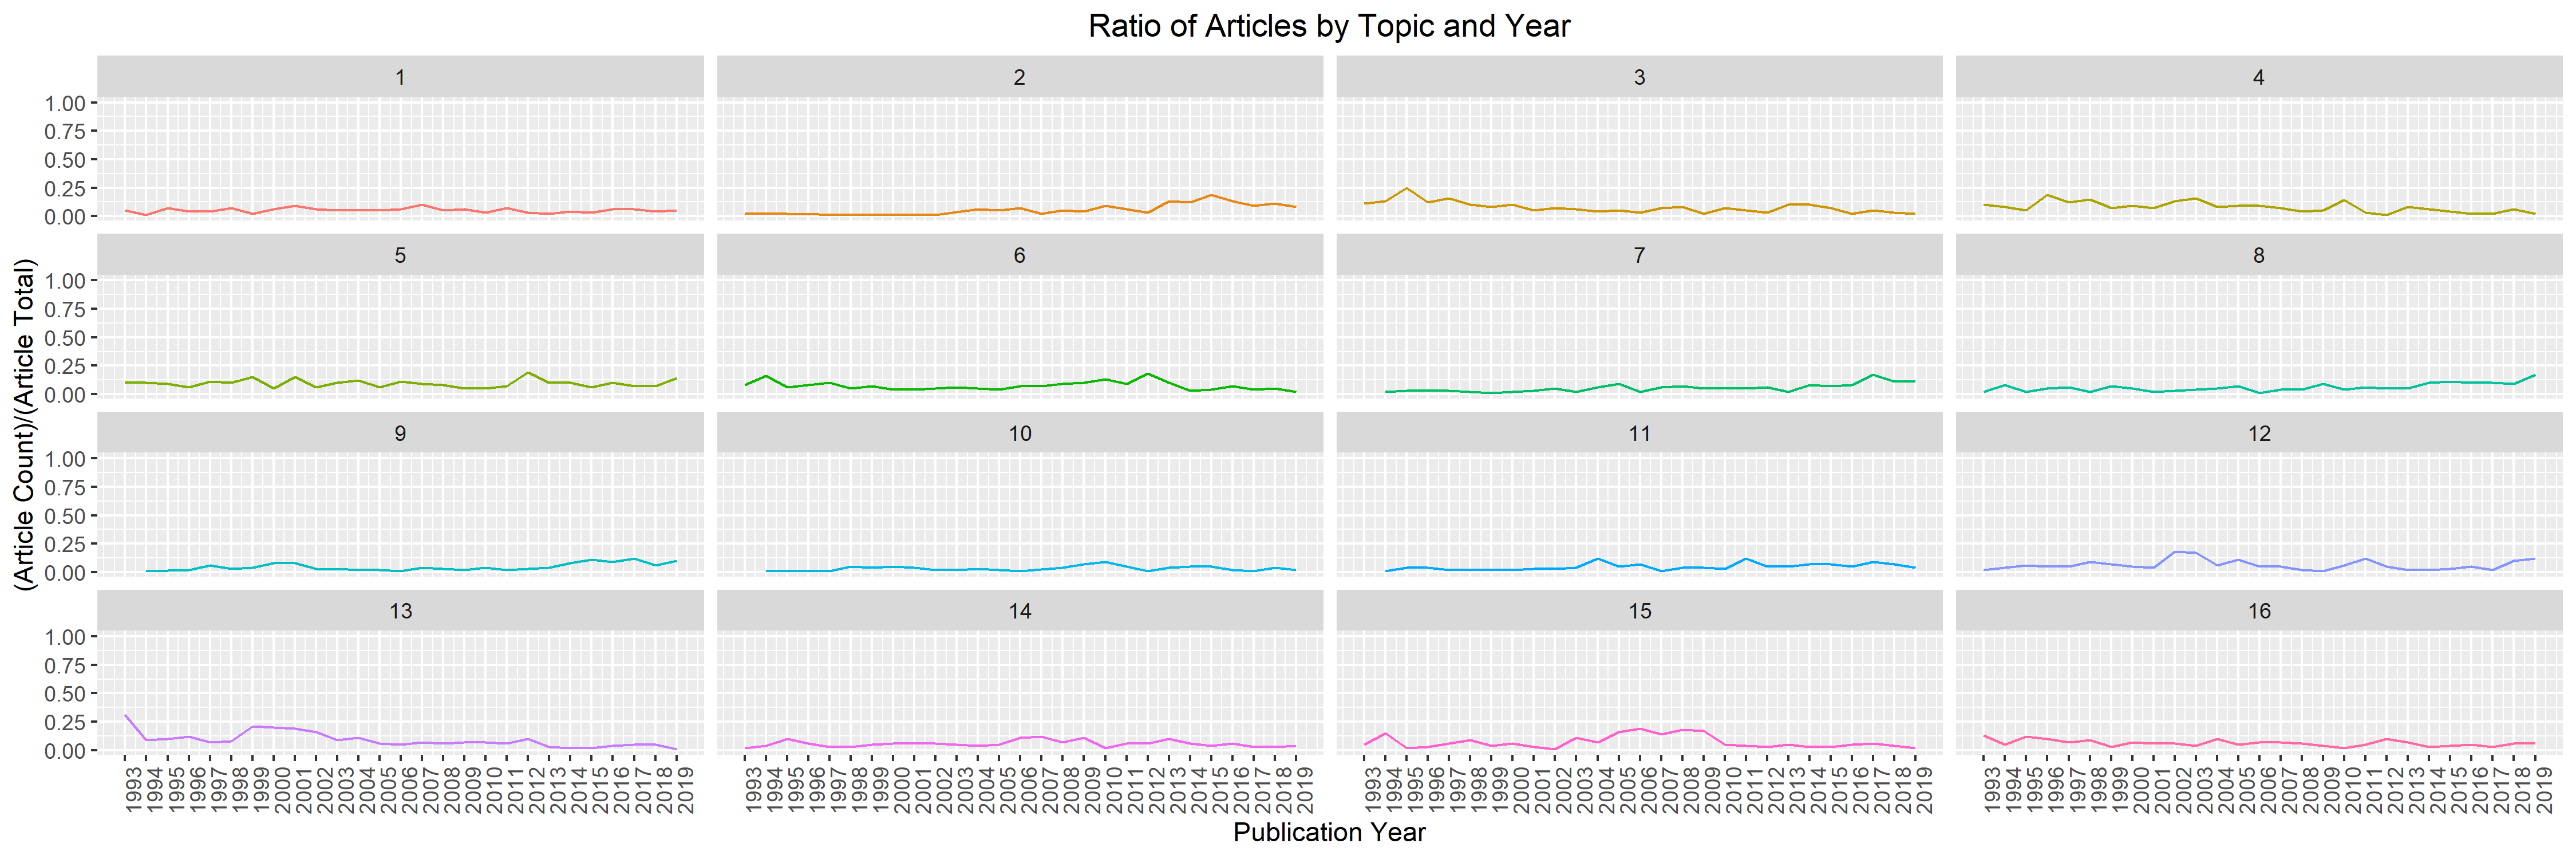 Ratio of Articles by Topic and Year
1 2 3 4
1.00
0.75
0.50
0.25
0.00
5 6 7 8
1.00
0.75
0.50
0.25
0.00
9 10 11 12
1.00
0.75
0.50
0.25
0.00
13 14 15 16
1.00
0.75
0.50
0.25
0.00
(Article Count)/(Article Total)
1993 1994 1995 1996 1997 1998 1999 2000 2001 2002 2003 2004 2005 2006 2007 2008 2009 2010 2011 2012 2013 2014 2015 2016 2017 2018 2019
1993 1994 1995 1996 1997 1998 1999 2000 2001 2002 2003 2004 2005 2006 2007 2008 2009 2010 2011 2012 2013 2014 2015 2016 2017 2018 2019
1993 1994 1995 1996 1997 1998 1999 2000 2001 2002 2003 2004 2005 2006 2007 2008 2009 2010 2011 2012 2013 2014 2015 2016 2017 2018 2019
1993 1994 1995 1996 1997 1998 1999 2000 2001 2002 2003 2004 2005 2006 2007 2008 2009 2010 2011 2012 2013 2014 2015 2016 2017 2018 2019
Publication Year